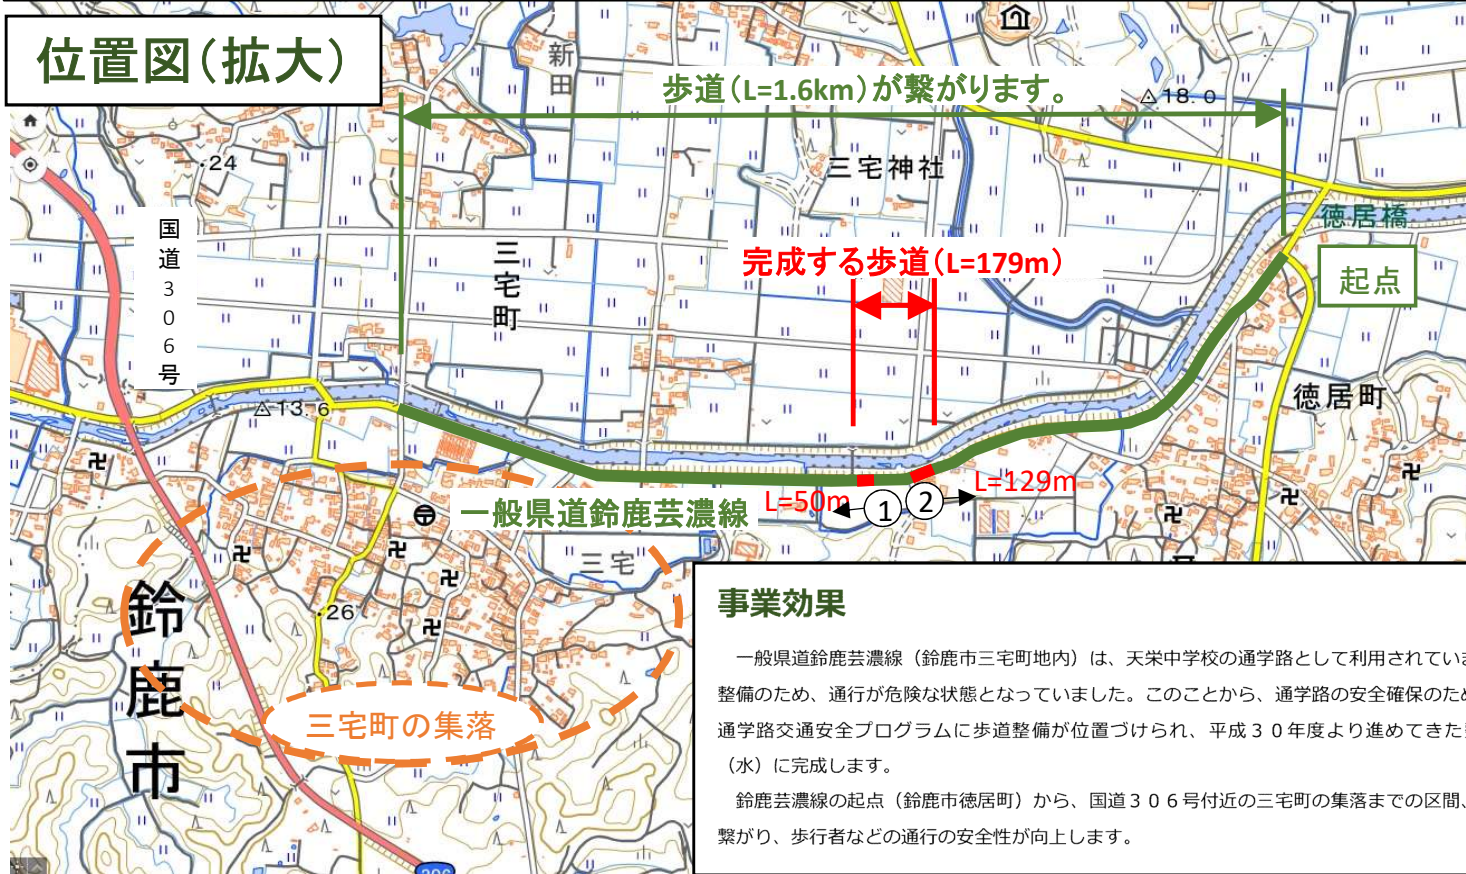 位置図（拡大）
新田
歩道（L=1.6km）が繋がります。
△18.0
・24
三宅神社
国道306号
三宅町
完成する歩道（L=179m）
徳居橋
起点
徳居町
△13.6
L=50m
①
②
L=129m
一般県道鈴鹿芸濃線
三宅
・26
鈴鹿市
三宅町の集落
306
事業効果
一般県道鈴鹿芸濃線（鈴鹿市三宅町地内）は、天栄中学校の通学路として利用されていま
整備のため、通行が危険な状態となっていました。このことから、通学路の安全確保のため
通学路交通安全プログラムに歩道整備が位置づけられ、平成３０年度より進めてきた
（水）に完成します。
鈴鹿芸濃線の起点（鈴鹿市徳居町）から、国道３０６号付近の三宅町の集落までの区間、
繋がり、歩行者などの通行の安全性が向上します。